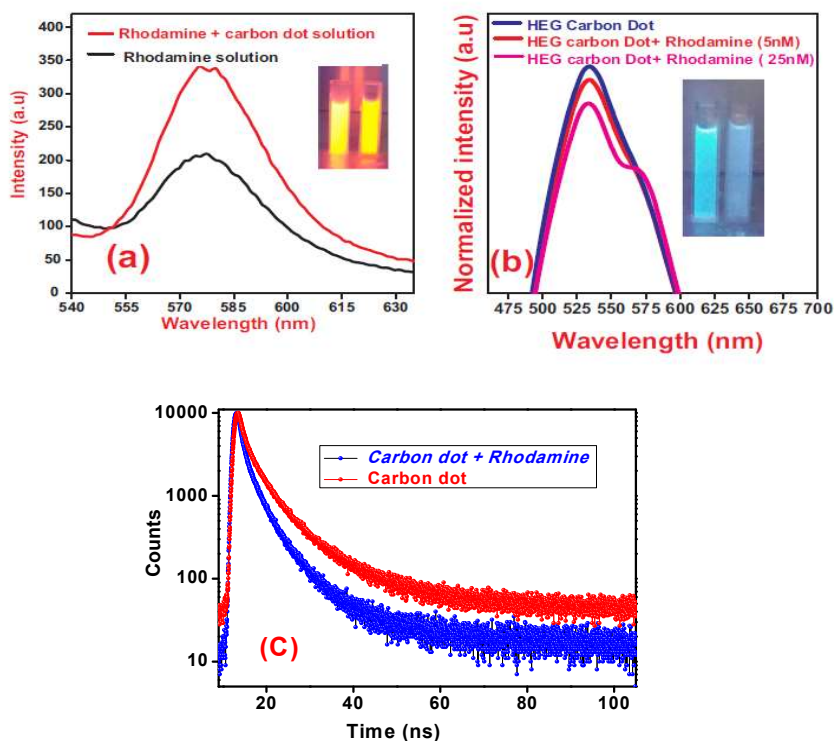 Rhodamine + carbon dot solution
Rhodamine solution
Intensity (a.u)
400
350
300
250
200
150
100
50
0
(a)
540 555 570 585 600 615 630
Wavelength (nm)
HEG Carbon Dot
HEG carbon Dot+ Rhodamine (5nM)
HEG carbon Dot+ Rhodamine ( 25nM)
Normalized intensity (a.u)
(b)
475 500 525 550 575 600 625 650 675 700
Wavelength (nm)
Carbon dot + Rhodamine
Carbon dot
Counts
10000
1000
100
10
(C)
20 40 60 80 100
Time (ns)